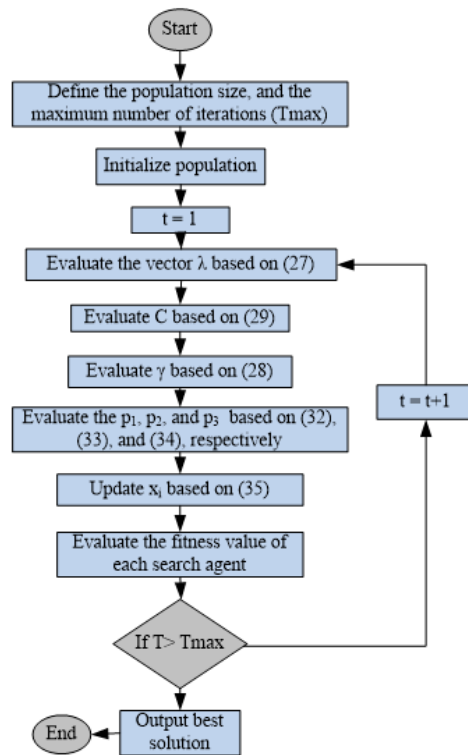 Start
Define the population size, and the
maximum number of iterations (Tmax)
Initialize population
t = 1
Evaluate the vector λ based on (27)
Evaluate C based on (29)
Evaluate γ based on (28)
t = t+1
Evaluate the p₁, p₂, and p₃ based on (32),
(33), and (34), respectively
Update xᵢ based on (35)
Evaluate the fitness value of
each search agent
If T> Tmax
Output best
solution
End